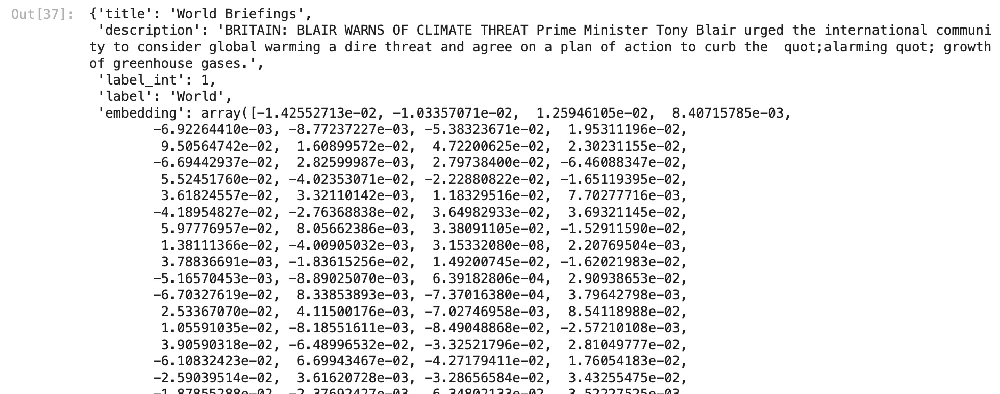 Out[37]: {'title': 'World Briefings',
'description': 'BRITAIN: BLAIR WARNS OF CLIMATE THREAT Prime Minister Tony Blair urged the international communi
ty to consider global warming a dire threat and agree on a plan of action to curb the  quot;alarming quot; growth
of greenhouse gases.',
'label_int': 1,
'label': 'World',
'embedding': array([-1.42552713e-02, -1.03357071e-02,  1.25946105e-02,  8.40715785e-03,
-6.92264410e-03, -8.77237227e-03, -5.38323671e-02,  1.95311196e-02,
9.50564742e-02,  1.60899572e-02,  4.72200625e-02,  2.30231155e-02,
-6.69442937e-02,  2.82599987e-03,  2.79738400e-02, -6.46088347e-02,
5.52451760e-02, -4.02353071e-02, -2.22880822e-02, -1.65119395e-02,
3.61824557e-02,  3.32110142e-03,  1.18329516e-02,  7.70277716e-03,
-4.18954827e-02, -2.76368838e-02,  3.64982933e-02,  3.69321145e-02,
5.97776957e-02,  8.05662386e-03,  3.38091105e-02, -1.52911590e-02,
1.38111366e-02, -4.00905032e-03,  3.15332080e-08,  2.20769504e-03,
3.78836691e-03, -1.83615256e-02,  1.49200745e-02, -1.62021983e-02,
-5.16570453e-03, -8.89025070e-03,  6.39182806e-04,  2.90938653e-02,
-6.70327619e-02,  8.33853893e-03, -7.37016380e-04,  3.79642798e-03,
2.53367070e-02,  4.11500176e-03, -7.02746958e-03,  8.54118988e-02,
1.05591035e-02, -8.18551611e-03, -8.49048868e-02, -2.57210108e-03,
3.90590318e-02, -6.48996532e-02, -3.32521796e-02,  2.81049777e-02,
-6.10832423e-02,  6.69943467e-02, -4.27179411e-02,  1.76054183e-02,
-2.59039514e-02,  3.61620728e-03, -3.28656584e-02,  3.43255475e-02,
-1.87855288e-02, -2.37692427e-03,  6.34802133e-02,  3.52227525e-03,